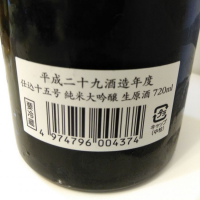 平成二十九酒造年度
仕込十五号 純米大吟醸 生原酒 720ml
要冷蔵
4 974796 004374